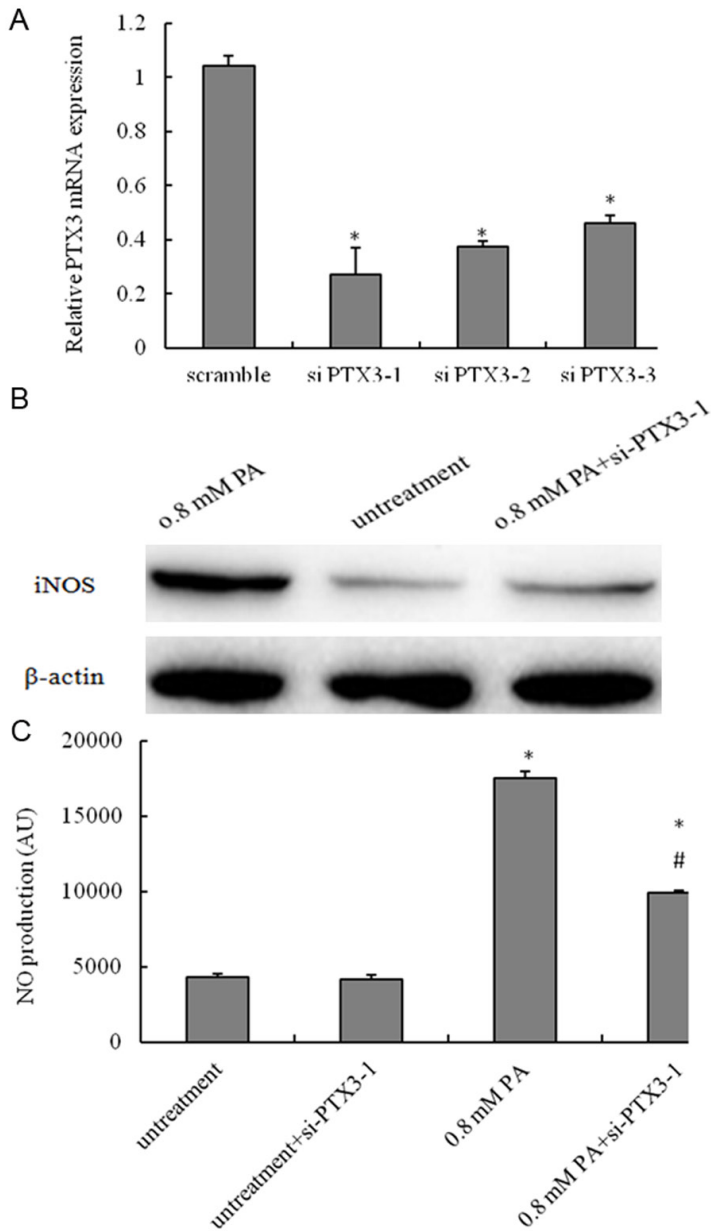 A
Relative PTX3 mRNA expression
1.2
1
0.8
0.6
0.4
0.2
0
*
*
*
scramble
si PTX3-1
si PTX3-2
si PTX3-3
B
0.8 mM PA
untreatment
0.8 mM PA+si-PTX3-1
iNOS
β-actin
C
NO production (AU)
20000
15000
10000
5000
0
*
*
#
untreatment
untreatment+si-PTX3-1
0.8 mM PA
0.8 mM PA+si-PTX3-1